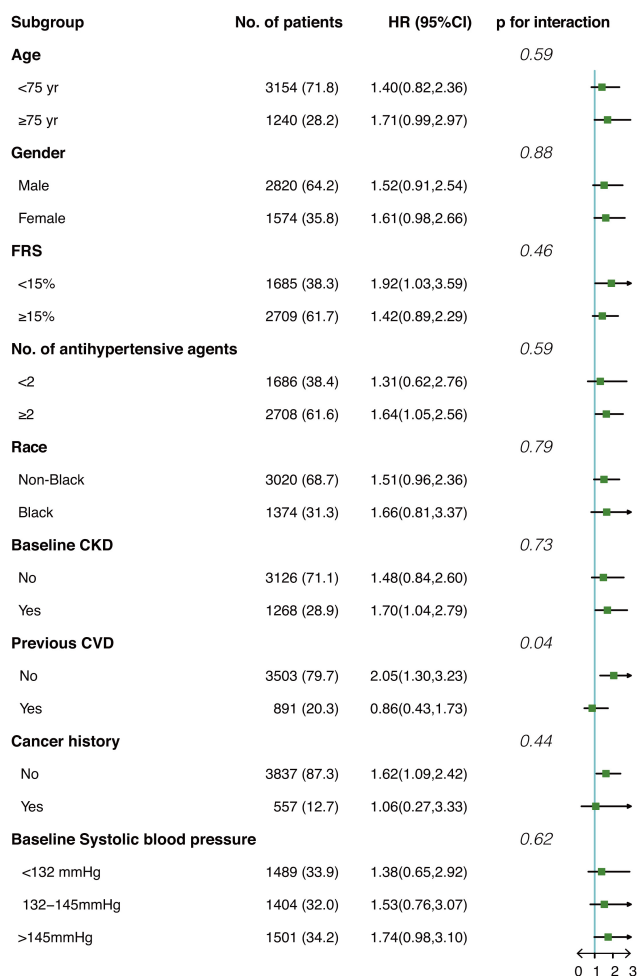 Subgroup No. of patients HR (95%CI) p for interaction
Age 0.59
<75 yr 3154 (71.8) 1.40(0.82,2.36)
≥75 yr 1240 (28.2) 1.71(0.99,2.97)
Gender 0.88
Male 2820 (64.2) 1.52(0.91,2.54)
Female 1574 (35.8) 1.61(0.98,2.66)
FRS 0.46
<15% 1685 (38.3) 1.92(1.03,3.59)
≥15% 2709 (61.7) 1.42(0.89,2.29)
No. of antihypertensive agents 0.59
<2 1686 (38.4) 1.31(0.62,2.76)
≥2 2708 (61.6) 1.64(1.05,2.56)
Race 0.79
Non-Black 3020 (68.7) 1.51(0.96,2.36)
Black 1374 (31.3) 1.66(0.81,3.37)
Baseline CKD 0.73
No 3126 (71.1) 1.48(0.84,2.60)
Yes 1268 (28.9) 1.70(1.04,2.79)
Previous CVD 0.04
No 3503 (79.7) 2.05(1.30,3.23)
Yes 891 (20.3) 0.86(0.43,1.73)
Cancer history 0.44
No 3837 (87.3) 1.62(1.09,2.42)
Yes 557 (12.7) 1.06(0.27,3.33)
Baseline Systolic blood pressure 0.62
<132 mmHg 1489 (33.9) 1.38(0.65,2.92)
132−145mmHg 1404 (32.0) 1.53(0.76,3.07)
>145mmHg 1501 (34.2) 1.74(0.98,3.10)
0 1 2 3